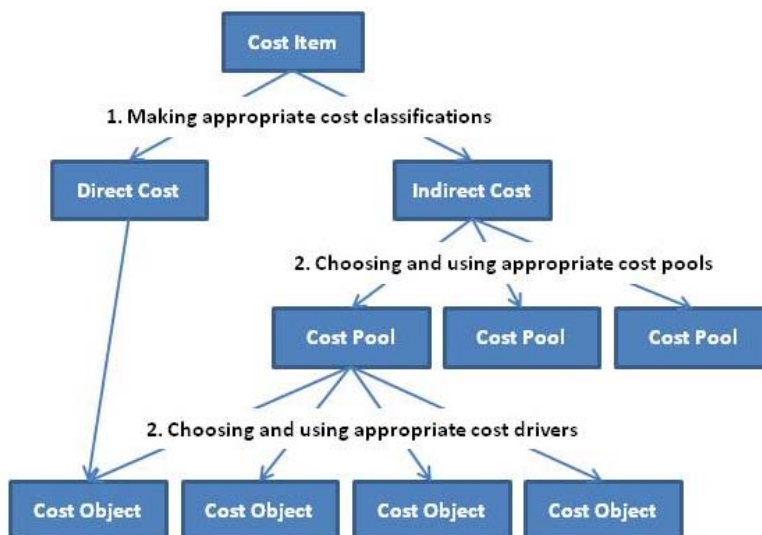 Cost Item
1. Making appropriate cost classifications
Direct Cost
Indirect Cost
2. Choosing and using appropriate cost pools
Cost Pool
Cost Pool
Cost Pool
2. Choosing and using appropriate cost drivers
Cost Object
Cost Object
Cost Object
Cost Object